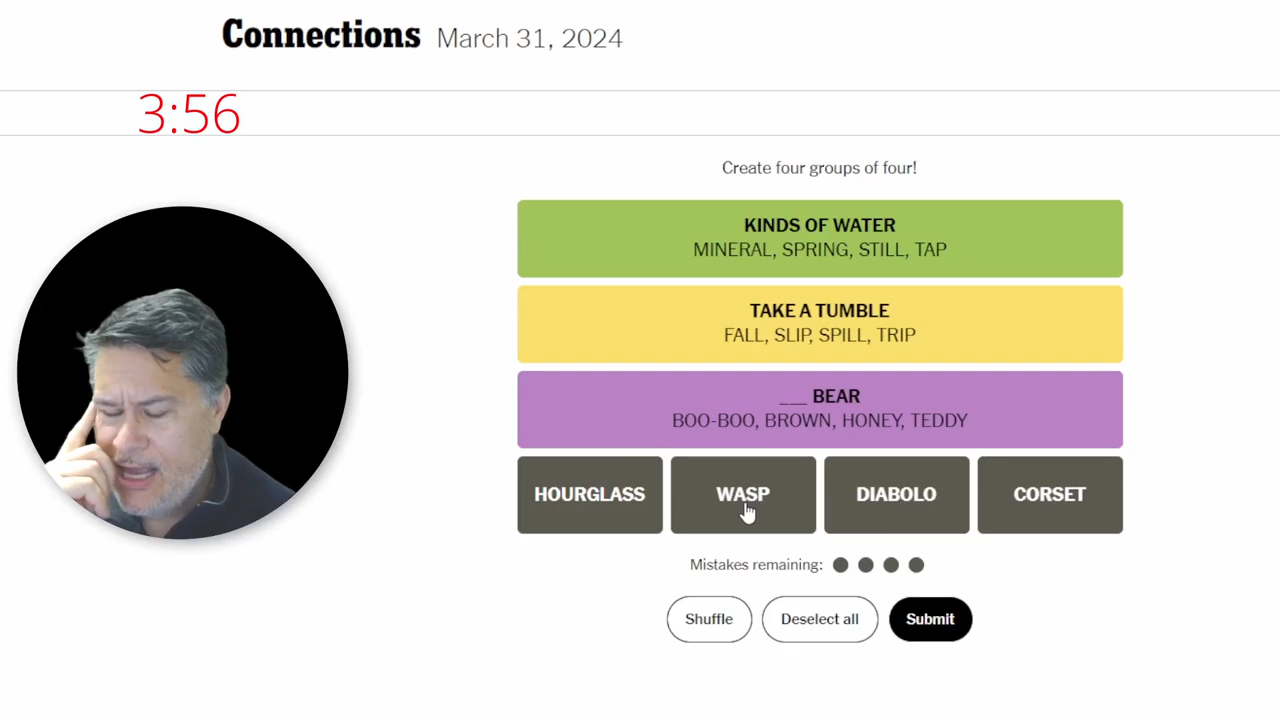 Connections March 31, 2024
3:56
Create four groups of four!
KINDS OF WATER
MINERAL, SPRING, STILL, TAP
TAKE A TUMBLE
FALL, SLIP, SPILL, TRIP
___ BEAR
BOO-BOO, BROWN, HONEY, TEDDY
HOURGLASS WASP DIABOLO CORSET
Mistakes remaining:
Shuffle Deselect all Submit